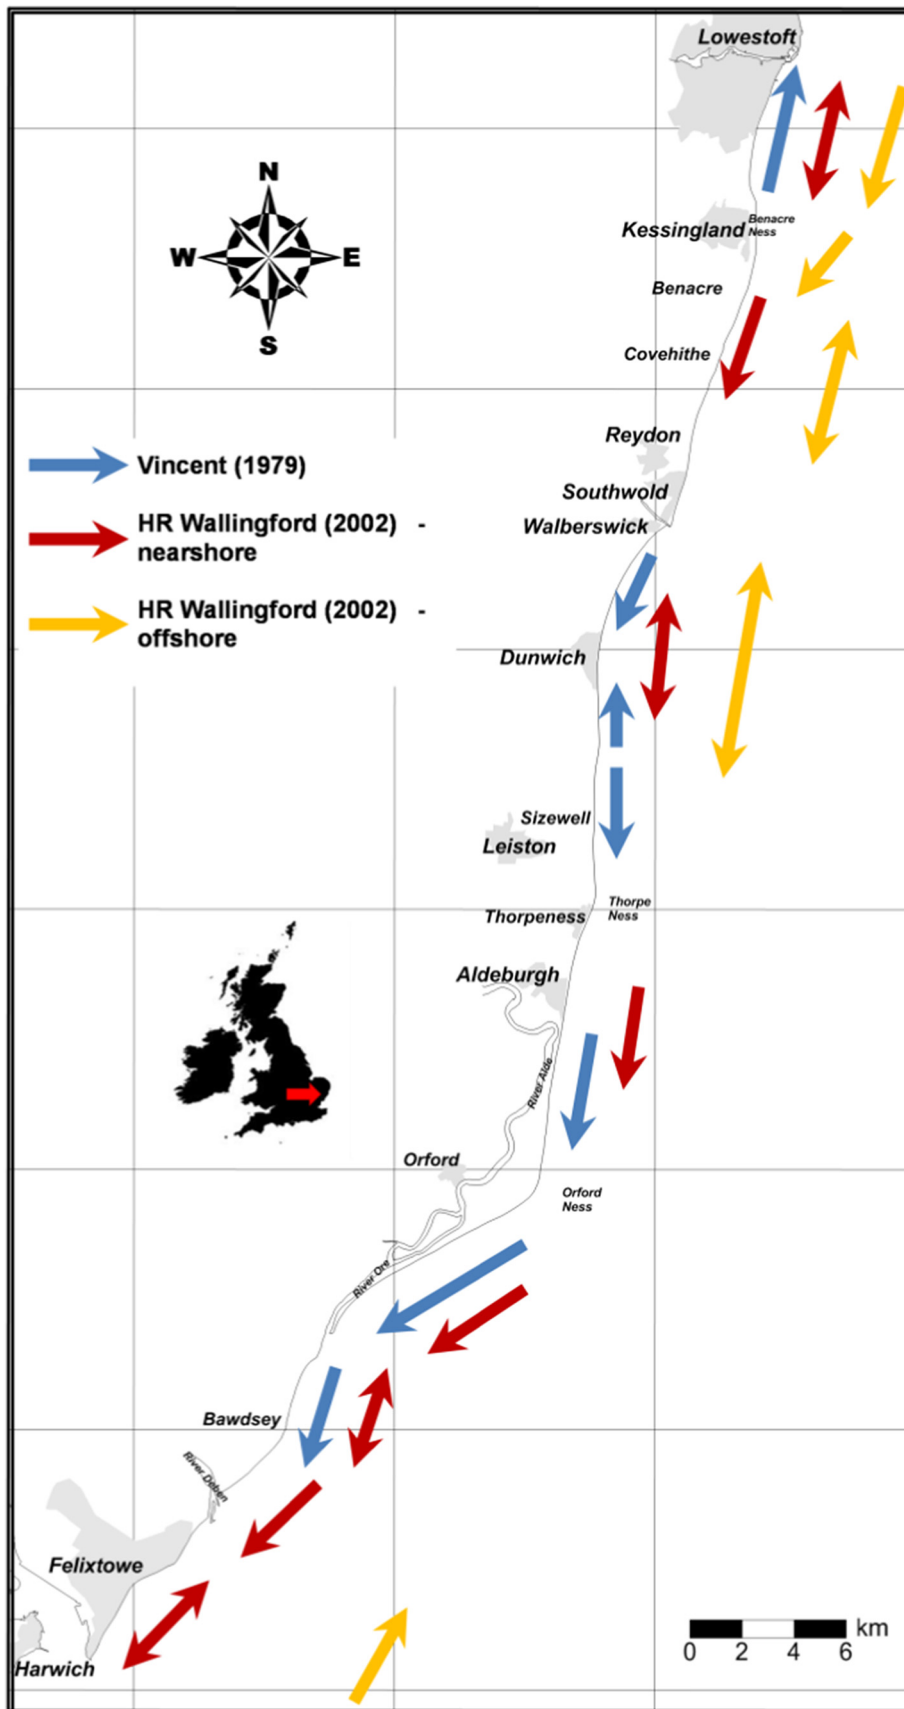 Lowestoft
N
W
E
S
Kessingland
Benacre
Ness
Benacre
Covehithe
Reydon
Vincent (1979)
Southwold
HR Wallingford (2002) -
nearshore
Walberswick
HR Wallingford (2002) -
offshore
Dunwich
Sizewell
Leiston
Thorpe
Ness
Thorpeness
Aldeburgh
River Alde
Orford
Orford
Ness
River Ore
Bawdsey
River Deben
Felixtowe
Harwich
km
0 2 4 6